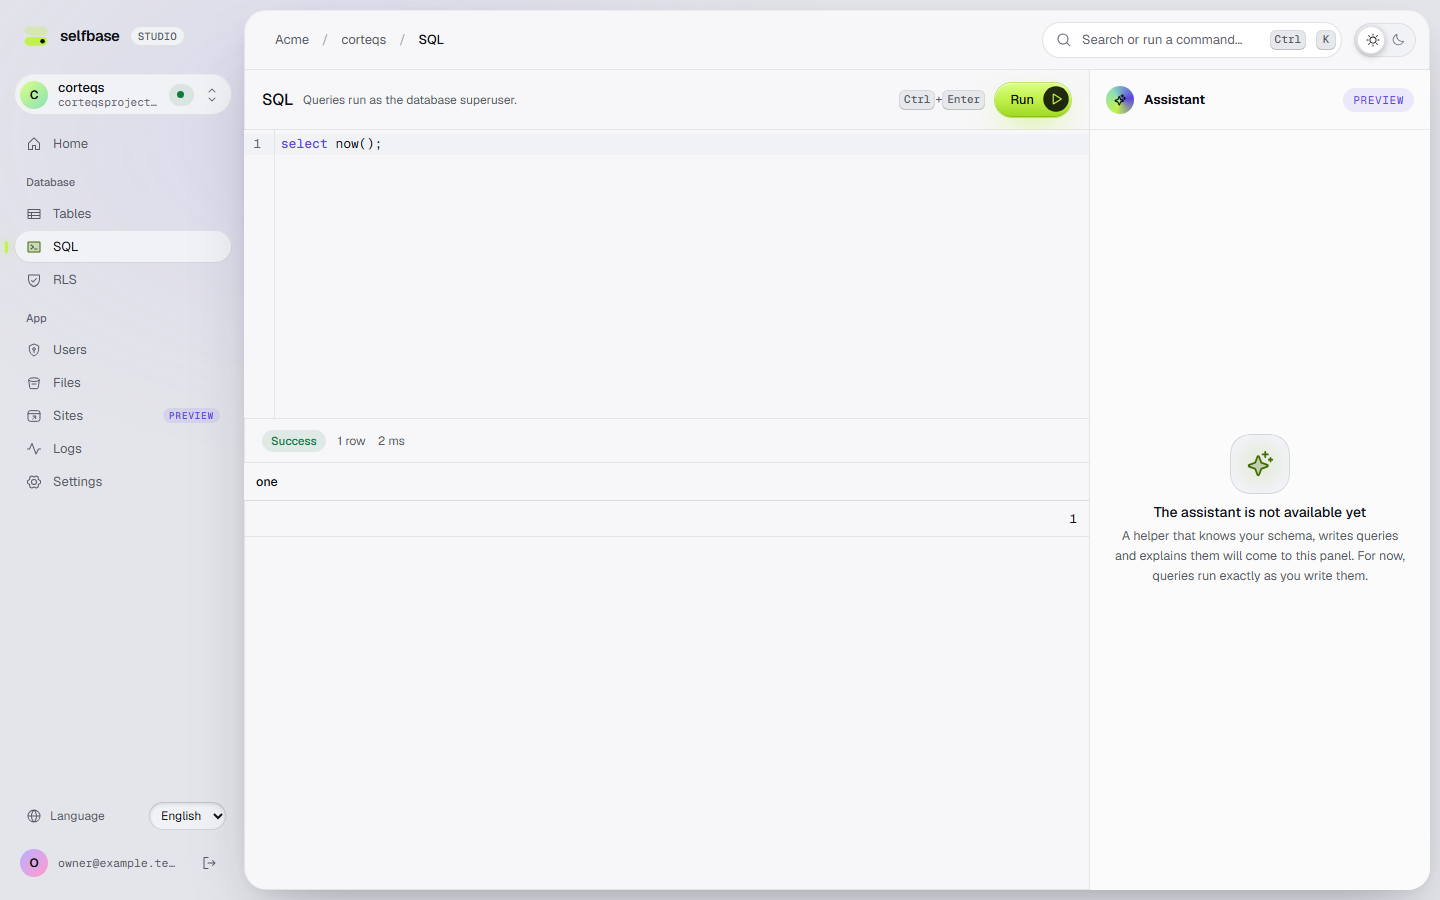 selfbase STUDIO
C corteqs
corteqsproject…
Home
Database
Tables
SQL
RLS
App
Users
Files
Sites PREVIEW
Logs
Settings
Language English
O owner@example.te…
Acme / corteqs / SQL
Search or run a command… Ctrl K
SQL Queries run as the database superuser.
Ctrl+Enter Run
1 select now();
Success 1 row 2 ms
one
1
Assistant PREVIEW
The assistant is not available yet
A helper that knows your schema, writes queries
and explains them will come to this panel. For now,
queries run exactly as you write them.